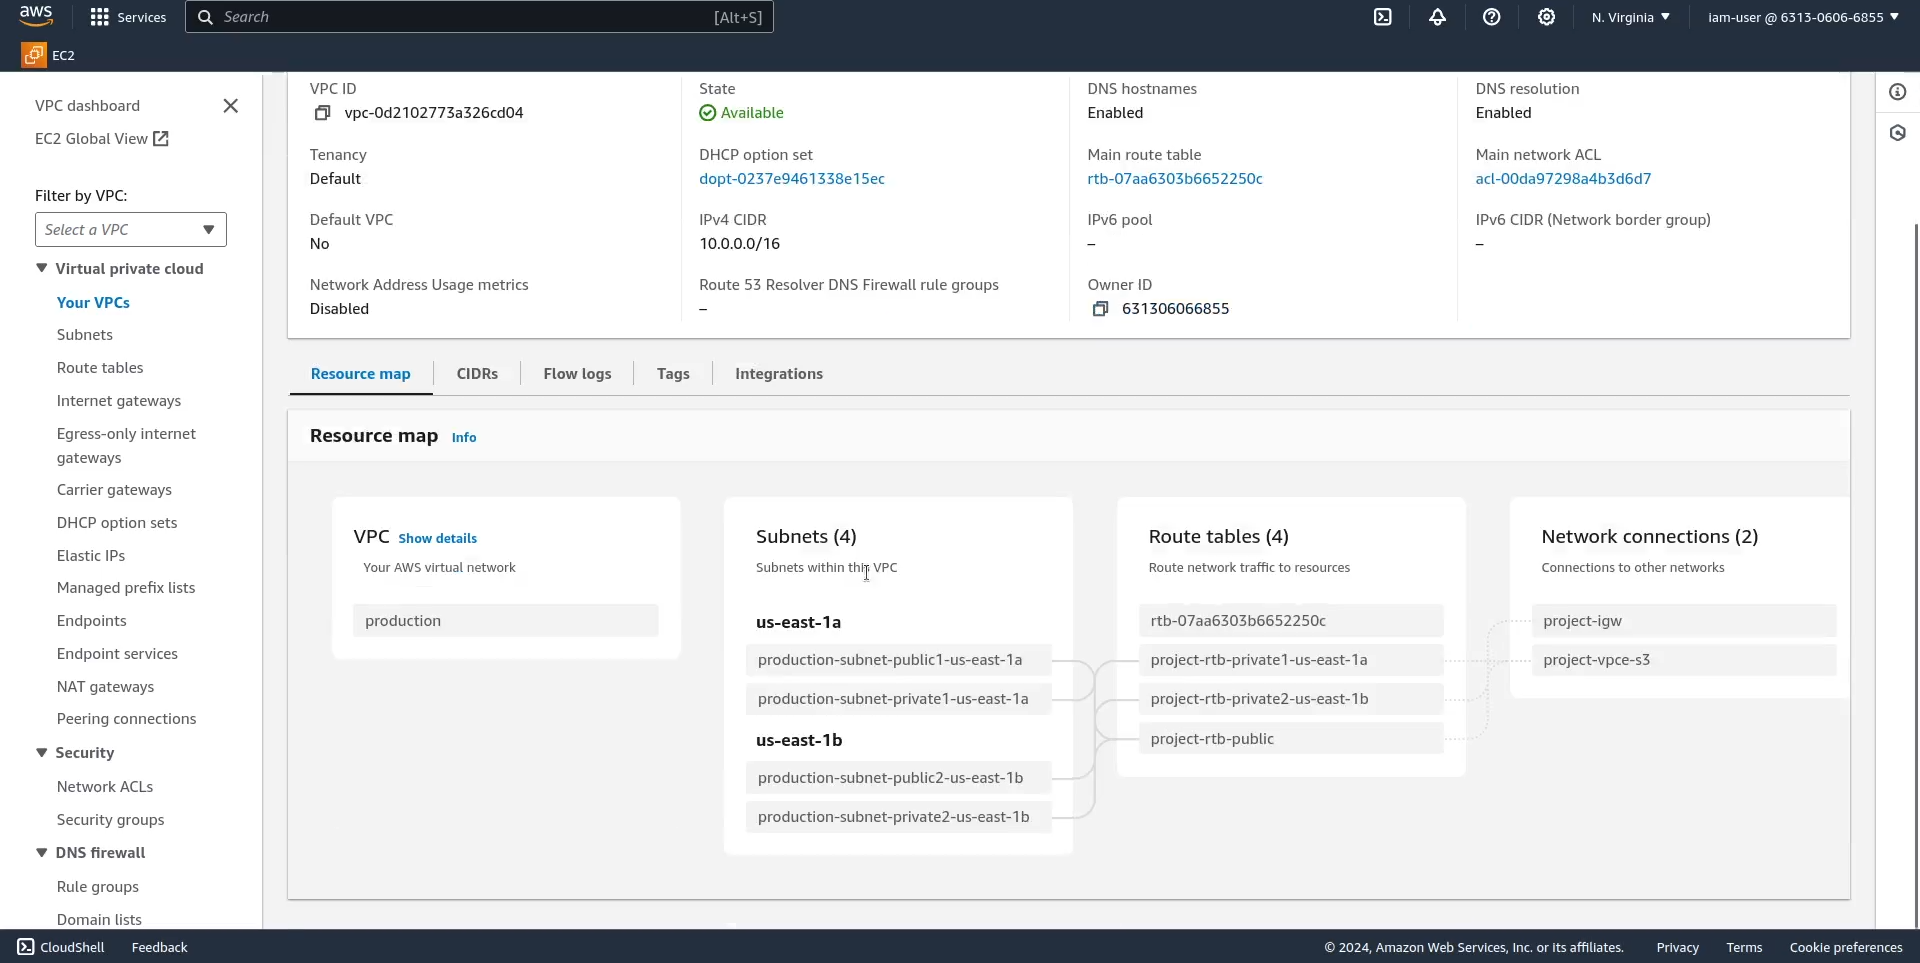 aws
Services
Search
[Alt+S]
N. Virginia
iam-user @ 6313-0606-6855
EC2
VPC dashboard
EC2 Global View
Filter by VPC:
Select a VPC
Virtual private cloud
Your VPCs
Subnets
Route tables
Internet gateways
Egress-only internet
gateways
Carrier gateways
DHCP option sets
Elastic IPs
Managed prefix lists
Endpoints
Endpoint services
NAT gateways
Peering connections
Security
Network ACLs
Security groups
DNS firewall
Rule groups
Domain lists
VPC ID
vpc-0d2102773a326cd04
State
Available
DNS hostnames
Enabled
DNS resolution
Enabled
Tenancy
Default
DHCP option set
dopt-0237e9461338e15ec
Main route table
rtb-07aa6303b6652250c
Main network ACL
acl-00da97298a4b3d6d7
Default VPC
No
IPv4 CIDR
10.0.0.0/16
IPv6 pool
–
IPv6 CIDR (Network border group)
–
Network Address Usage metrics
Disabled
Route 53 Resolver DNS Firewall rule groups
–
Owner ID
631306066855
Resource map
CIDRs
Flow logs
Tags
Integrations
Resource map Info
VPC Show details
Your AWS virtual network
production
Subnets (4)
Subnets within this VPC
us-east-1a
production-subnet-public1-us-east-1a
production-subnet-private1-us-east-1a
us-east-1b
production-subnet-public2-us-east-1b
production-subnet-private2-us-east-1b
Route tables (4)
Route network traffic to resources
rtb-07aa6303b6652250c
project-rtb-private1-us-east-1a
project-rtb-private2-us-east-1b
project-rtb-public
Network connections (2)
Connections to other networks
project-igw
project-vpce-s3
CloudShell
Feedback
© 2024, Amazon Web Services, Inc. or its affiliates.
Privacy
Terms
Cookie preferences